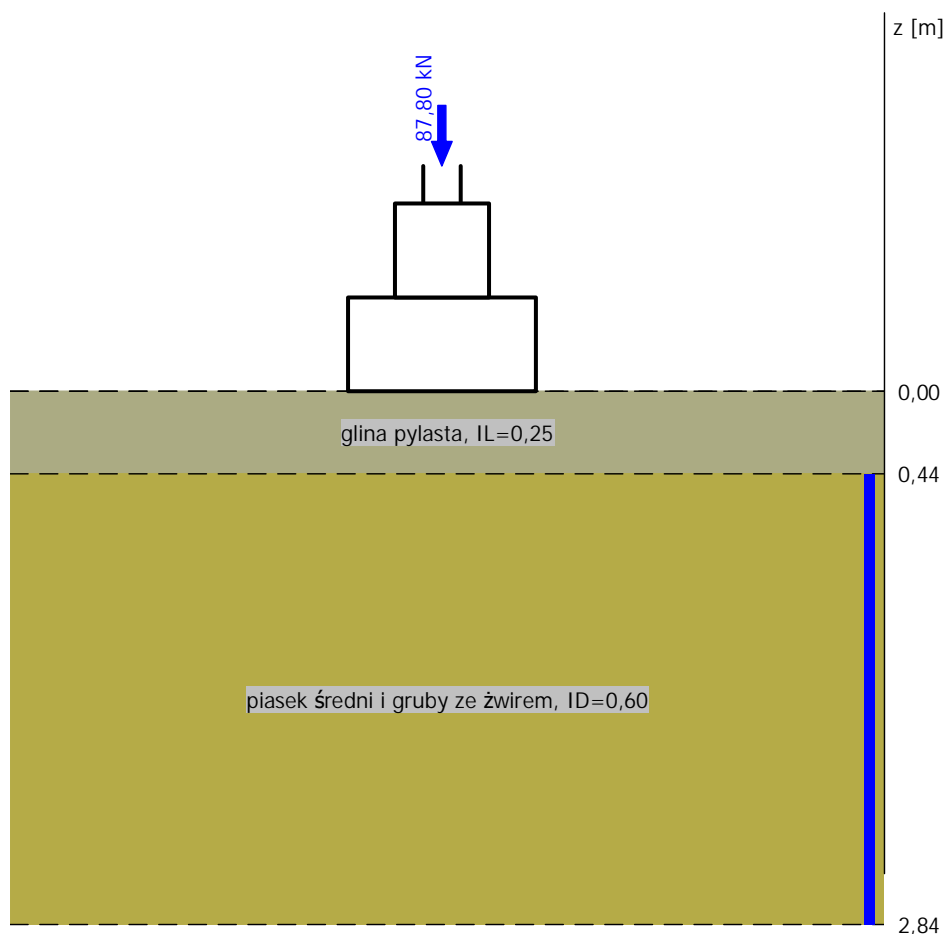 z [m]
87,80 kN
0,00
glina pylasta, IL=0,25
0,44
piasek średni i gruby ze żwirem, ID=0,60
2,84